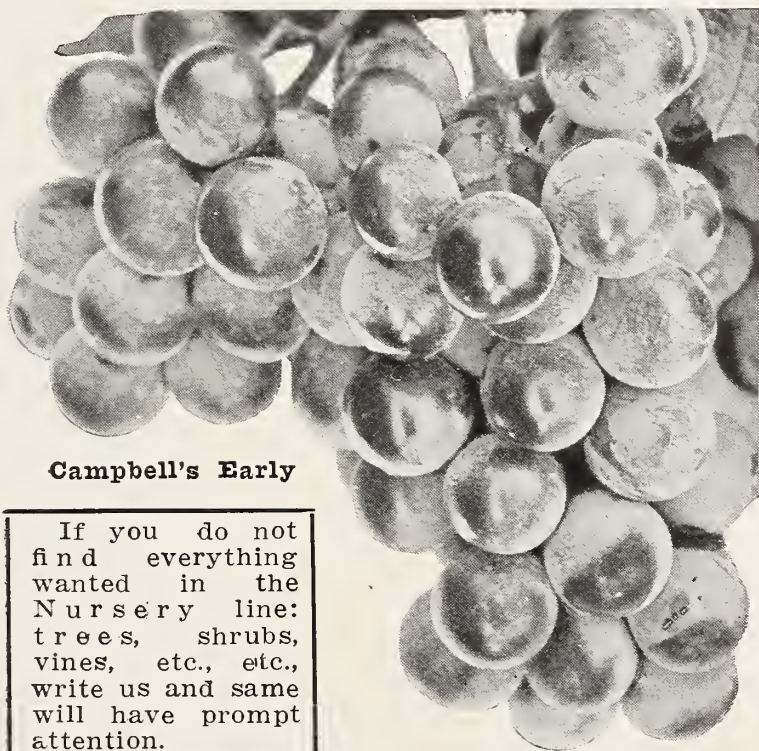 Campbell's Early
If you do not
find everything
wanted in the
Nursery line:
trees, shrubs,
vines, etc., etc.,
write us and same
will have prompt
attention.